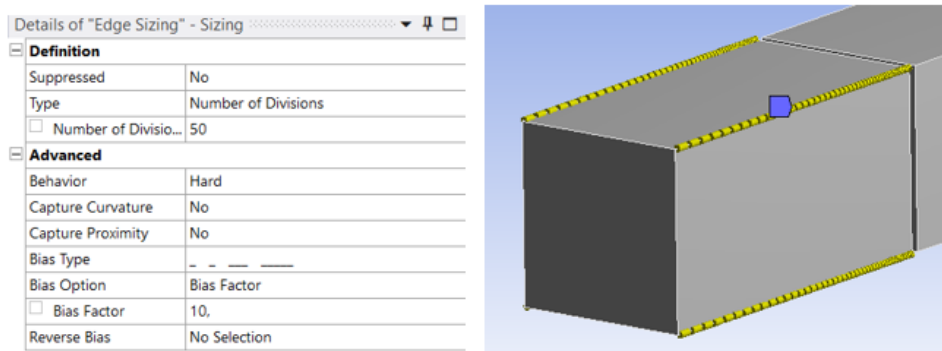 Details of "Edge Sizing" - Sizing
Definition
Suppressed No
Type Number of Divisions
Number of Divisio... 50
Advanced
Behavior Hard
Capture Curvature No
Capture Proximity No
Bias Type _ _ __ ___
Bias Option Bias Factor
Bias Factor 10,
Reverse Bias No Selection